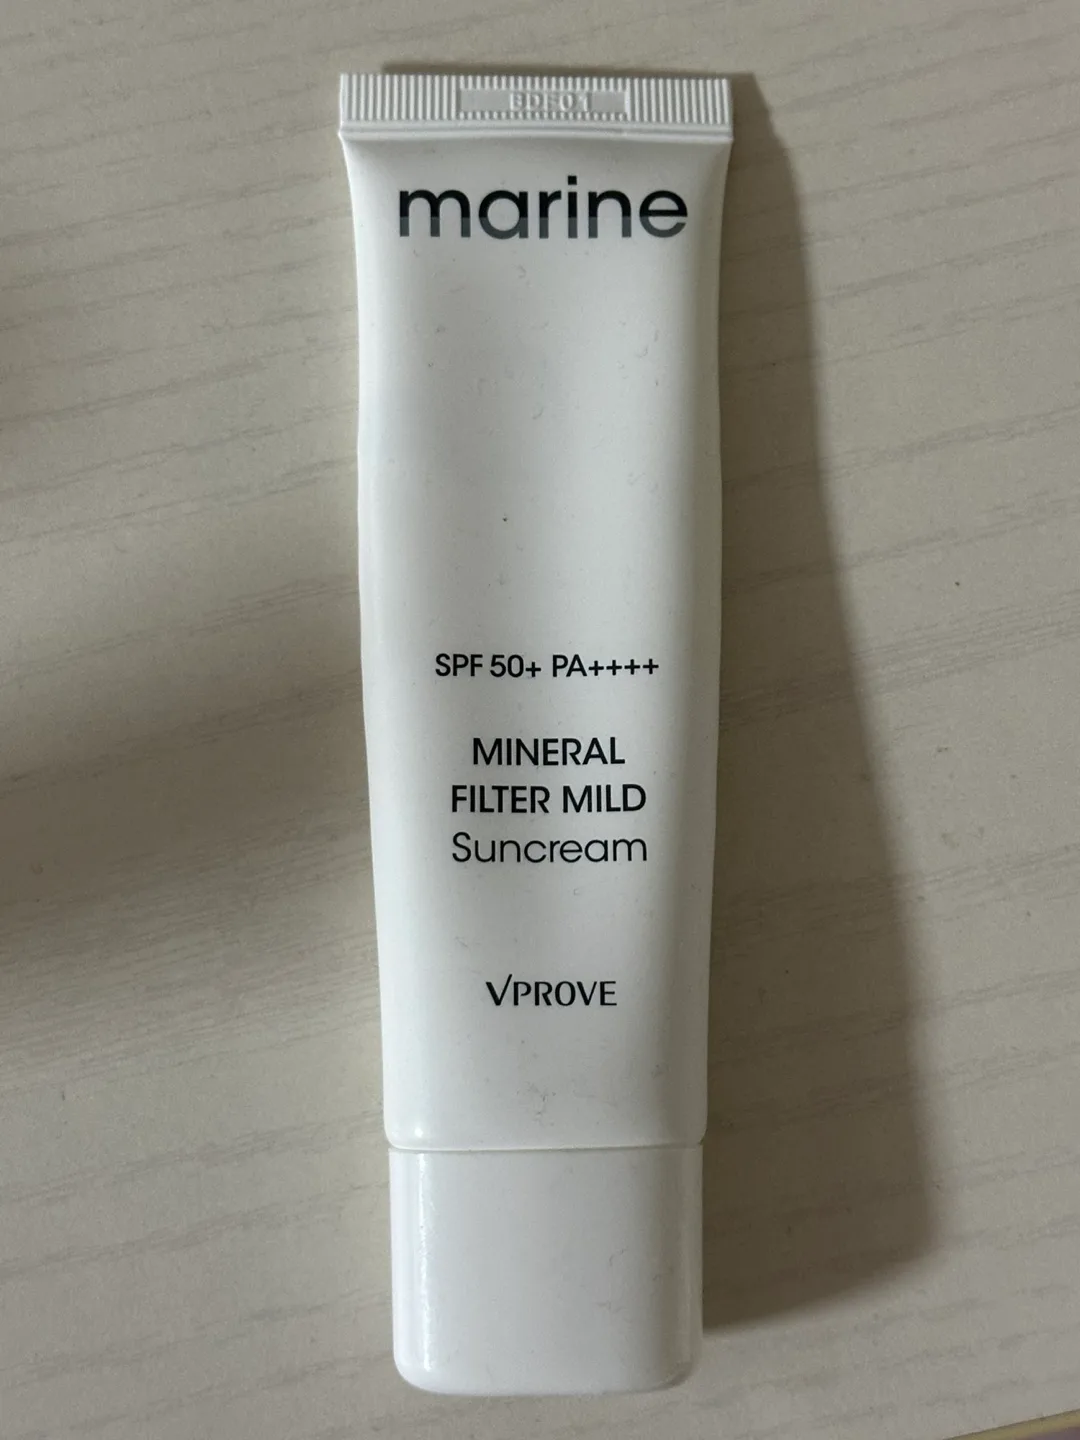 marine
SPF 50+ PA++++
MINERAL
FILTER MILD
Suncream
VPROVE